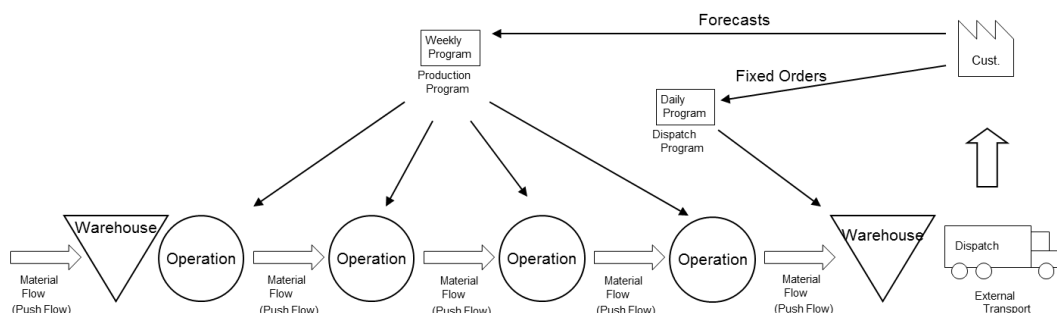 Forecasts
Weekly
Program
Production
Program
Cust.
Fixed Orders
Daily
Program
Dispatch
Program
Warehouse
Operation
Operation
Operation
Operation
Warehouse
Dispatch
Material
Flow
(Push Flow)
Material
Flow
(Push Flow)
Material
Flow
(Push Flow)
Material
Flow
(Push Flow)
Material
Flow
(Push Flow)
External
Transport